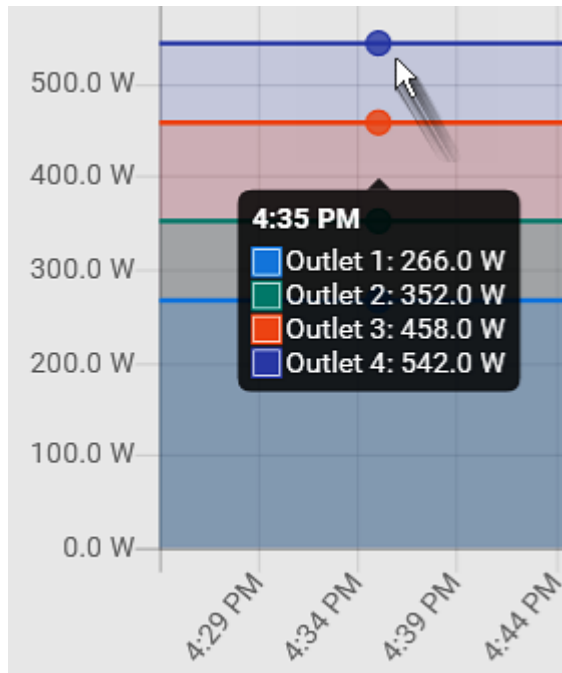 500.0 W
400.0 W
300.0 W
200.0 W
100.0 W
0.0 W
4:35 PM
Outlet 1: 266.0 W
Outlet 2: 352.0 W
Outlet 3: 458.0 W
Outlet 4: 542.0 W
4:29 PM
4:34 PM
4:39 PM
4:44 PM